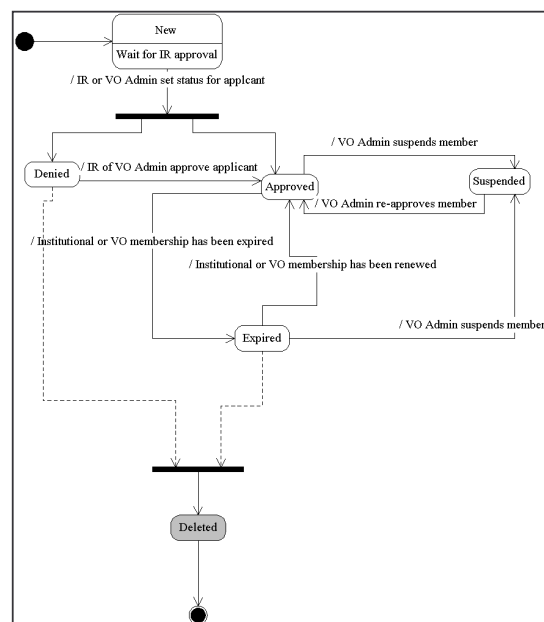 New
Wait for IR approval
/ IR or VO Admin set status for applcant
/ VO Admin suspends member
Denied
/ IR of VO Admin approve applicant
Approved
Suspended
/ VO Admin re-approves member
/ Institutional or VO membership has been expired
/ Institutional or VO membership has been renewed
/ VO Admin suspends member
Expired
Deleted